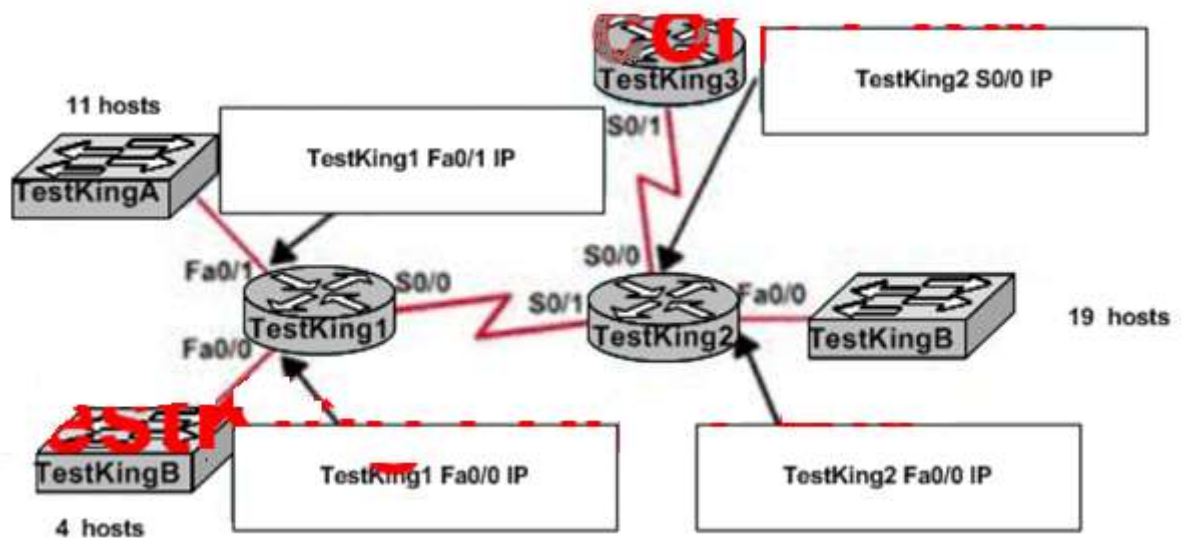 TestKing3
TestKing2 S0/0 IP
11 hosts
S0/1
TestKing1 Fa0/1 IP
TestKingA
Fa0/1
S0/0
S0/0
S0/1
Fa0/0
TestKing1
TestKing2
TestKingB
19 hosts
Fa0/0
TestKingB
TestKing1 Fa0/0 IP
TestKing2 Fa0/0 IP
4 hosts